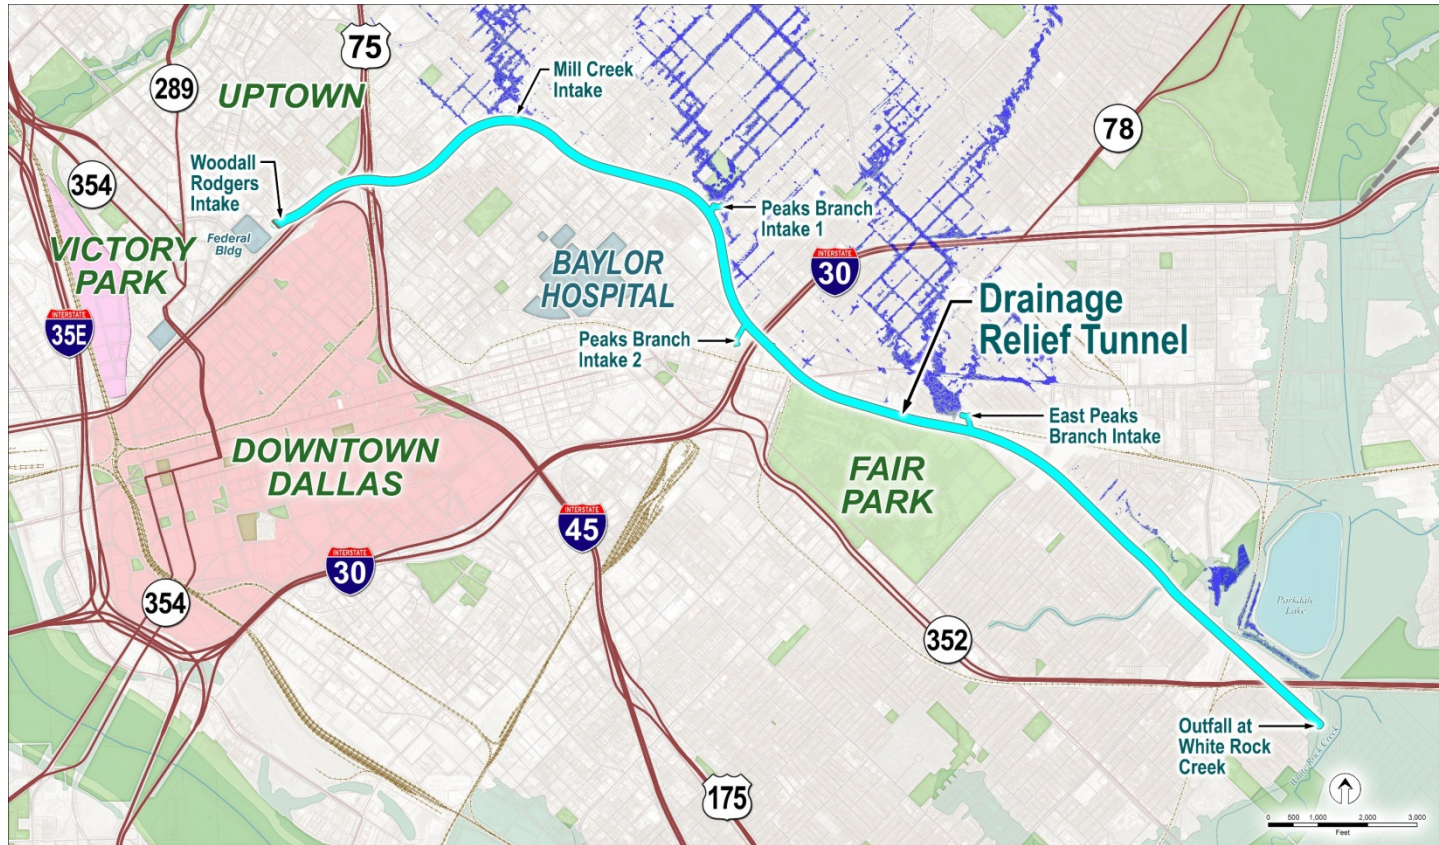 75
289
UPTOWN
Mill Creek
Intake
78
Woodall
Rodgers
Intake
354
Federal
Bldg
VICTORY
PARK
Peaks Branch
Intake 1
INTERSTATE
30
BAYLOR
HOSPITAL
Drainage
Relief Tunnel
INTERSTATE
35E
Peaks Branch
Intake 2
East Peaks
Branch Intake
DOWNTOWN
DALLAS
FAIR
PARK
INTERSTATE
45
INTERSTATE
30
354
Parkdale
Lake
352
Outfall at
White Rock
Creek
White Rock Creek
175
0 500 1,000 2,000 3,000
Feet